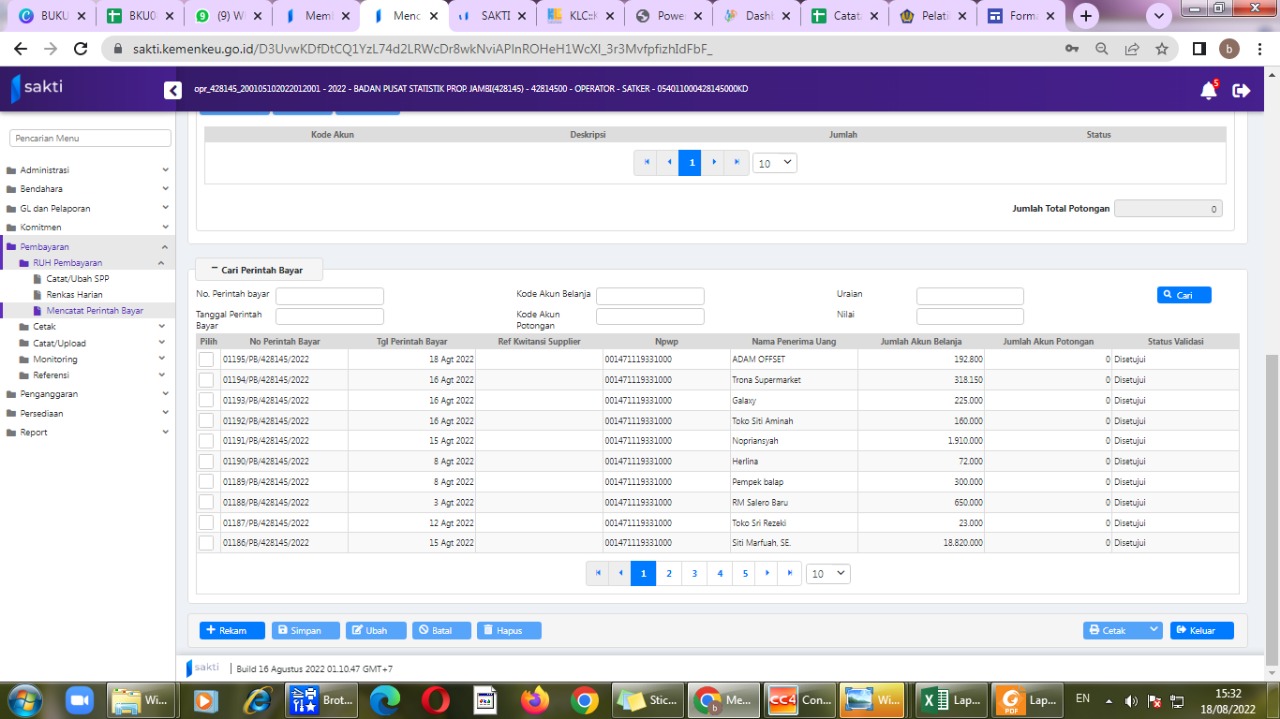 BUKU
BKU0
(9) W
Meml
Menc
SAKTI
KLC::K
Powe
Dashl
Catat
Pelati
Form
sakti.kemenkeu.go.id/D3UvwKDfDtCQ1YzL74d2LRWcDr8wkNviAPlnROHeH1WcXI_3r3MvfpfizhIdFbF_
b
sakti
opr_428145_200105102022012001 - 2022 - BADAN PUSAT STATISTIK PROP. JAMBI(428145) - 42814500 - OPERATOR - SATKER - 054011000428145000KD
5
Pencarian Menu
Administrasi
Bendahara
GL dan Pelaporan
Komitmen
Pembayaran
RUH Pembayaran
Catat/Ubah SPP
Renkas Harian
Mencatat Perintah Bayar
Cetak
Catat/Upload
Monitoring
Referensi
Penganggaran
Persediaan
Report
Kode Akun Deskripsi Jumlah Status
1 10
Jumlah Total Potongan 0
Cari Perintah Bayar
No. Perintah bayar Kode Akun Belanja Uraian Cari
Tanggal Perintah Bayar Kode Akun Potongan Nilai
Pilih No Perintah Bayar Tgl Perintah Bayar Ref Kwitansi Supplier Npwp Nama Penerima Uang Jumlah Akun Belanja Jumlah Akun Potongan Status Validasi
01195/PB/428145/2022 18 Agt 2022 001471119331000 ADAM OFFSET 192.800 0 Disetujui
01194/PB/428145/2022 16 Agt 2022 001471119331000 Trona Supermarket 318.150 0 Disetujui
01193/PB/428145/2022 16 Agt 2022 001471119331000 Galaxy 225.000 0 Disetujui
01192/PB/428145/2022 16 Agt 2022 001471119331000 Toko Siti Aminah 160.000 0 Disetujui
01191/PB/428145/2022 15 Agt 2022 001471119331000 Nopriansyah 1.910.000 0 Disetujui
01190/PB/428145/2022 8 Agt 2022 001471119331000 Herlina 72.000 0 Disetujui
01189/PB/428145/2022 8 Agt 2022 001471119331000 Pempek balap 300.000 0 Disetujui
01188/PB/428145/2022 3 Agt 2022 001471119331000 RM Salero Baru 650.000 0 Disetujui
01187/PB/428145/2022 12 Agt 2022 001471119331000 Toko Sri Rezeki 23.000 0 Disetujui
01186/PB/428145/2022 15 Agt 2022 001471119331000 Siti Marfuah, SE. 18.820.000 0 Disetujui
1 2 3 4 5 10
Rekam Simpan Ubah Batal Hapus Cetak Keluar
sakti | Build 16 Agustus 2022 01.10.47 GMT+7
Wi...
Brot...
Stic...
Me...
CC4 Con...
Wi...
Lap...
Lap...
EN
15:32
18/08/2022